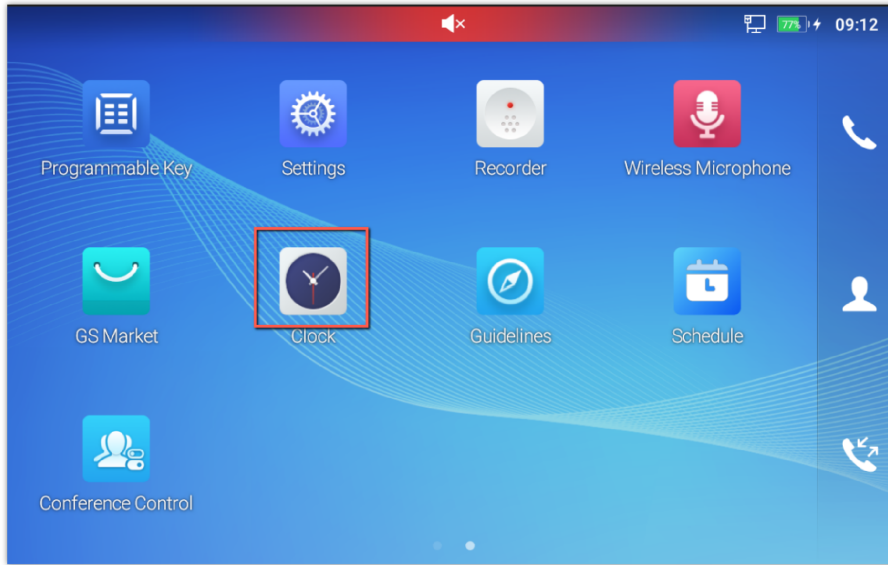 77% 09:12
Programmable Key Settings Recorder Wireless Microphone
GS Market Clock Guidelines Schedule
Conference Control